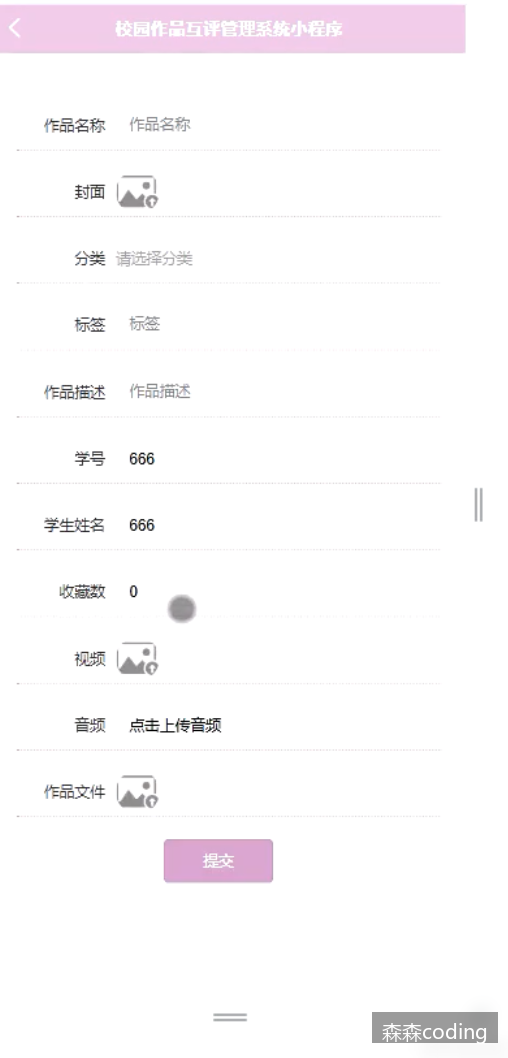 校园作品互评管理系统小程序
作品名称 作品名称
封面
分类 请选择分类
标签 标签
作品描述 作品描述
学号 666
学生姓名 666
收藏数 0
视频
音频 点击上传音频
作品文件
提交
森森coding